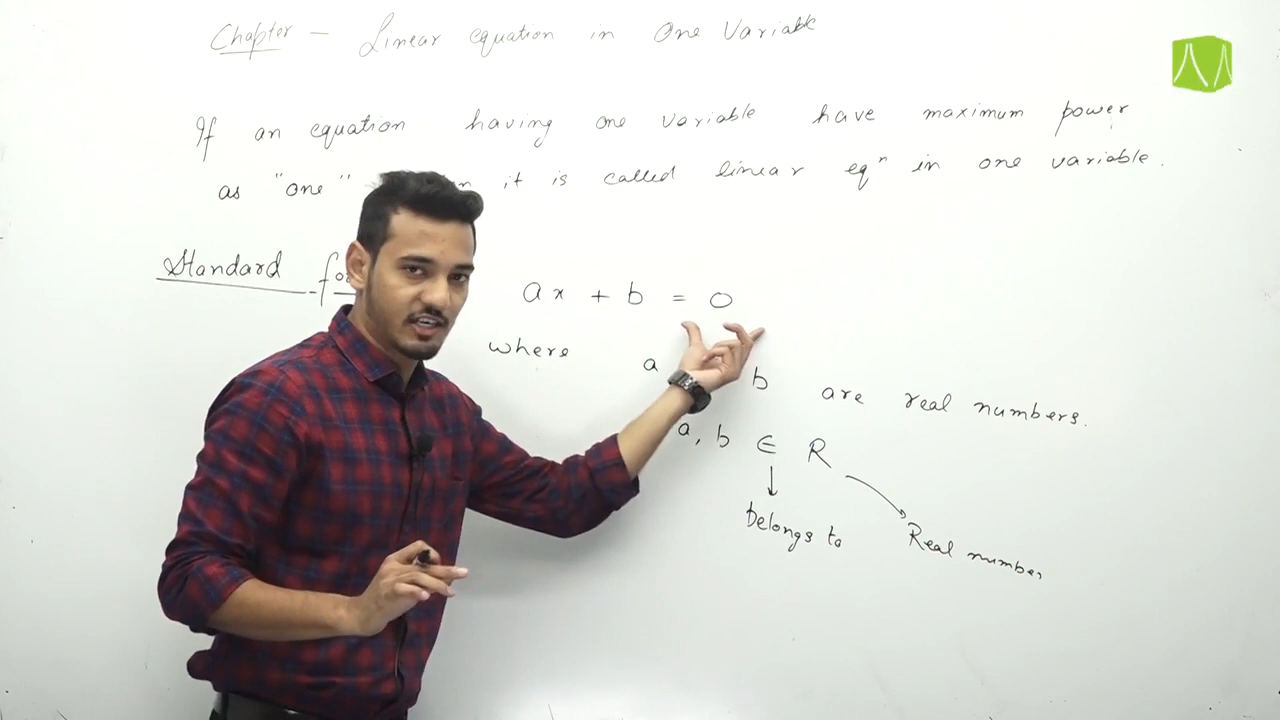 Chapter - Linear equation in One Variable
If an equation having one variable have maximum power
as "one" it is called linear eqⁿ in one variable.
Standard
ax + b = 0
where a b are real numbers.
a, b ∈ R
belongs to Real number